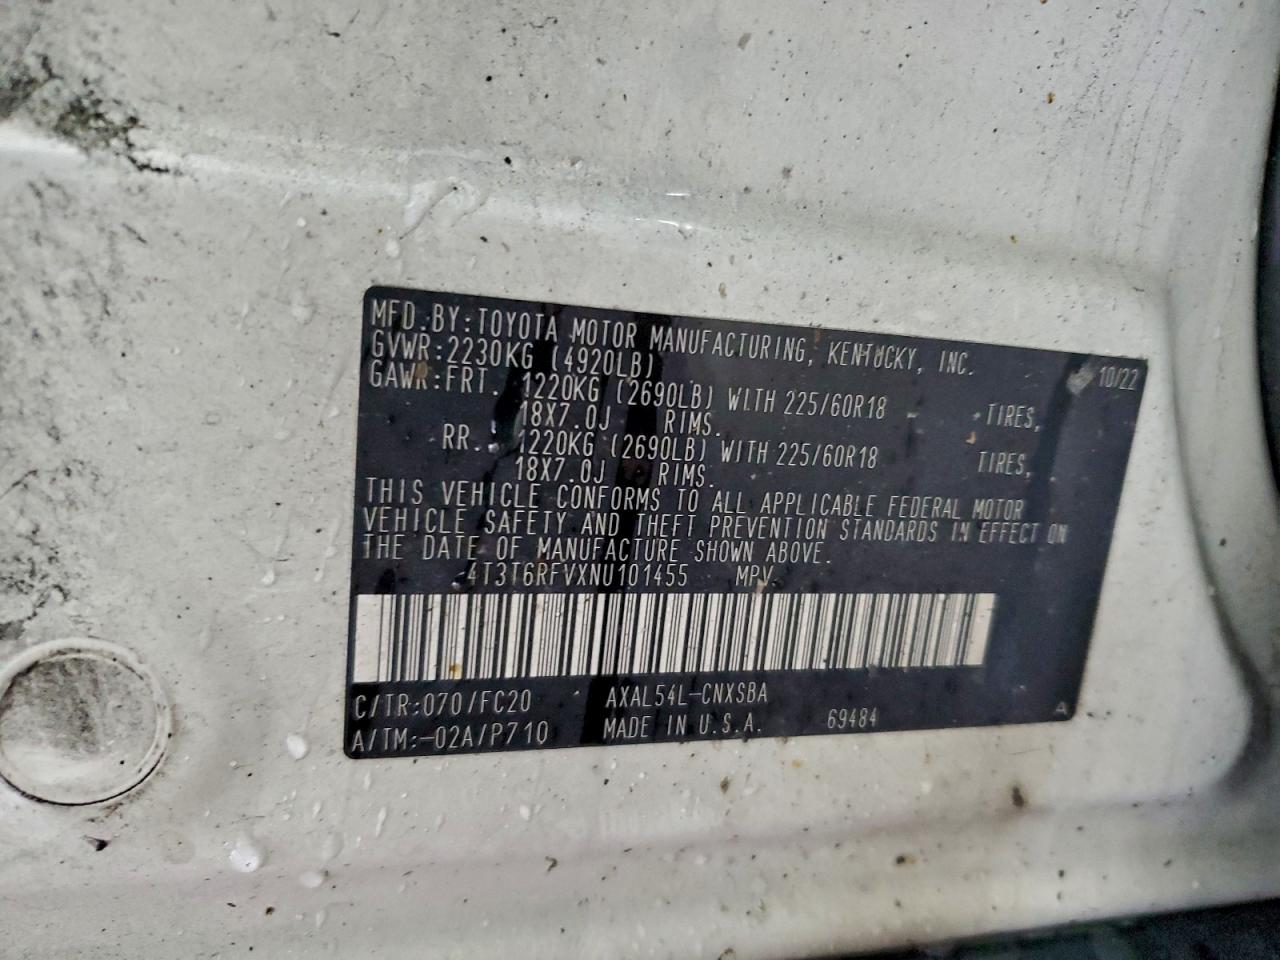 MFD.BY:TOYOTA MOTOR MANUFACTURING, KENTUCKY, INC. 10/22
GVWR:2230KG (4920LB)
GAWR:FRT. 1220KG (2690LB) WITH 225/60R18 TIRES,
18X7.0J RIMS.
RR. 1220KG (2690LB) WITH 225/60R18 TIRES,
18X7.0J RIMS.
THIS VEHICLE CONFORMS TO ALL APPLICABLE FEDERAL MOTOR
VEHICLE SAFETY AND THEFT PREVENTION STANDARDS IN EFFECT ON
THE DATE OF MANUFACTURE SHOWN ABOVE.
4T3T6RFVXNU101455 MPV
C/TR:070/FC20 AXAL54L-CNXSBA
A/TM:-02A/P710 MADE IN U.S.A. 69484 A